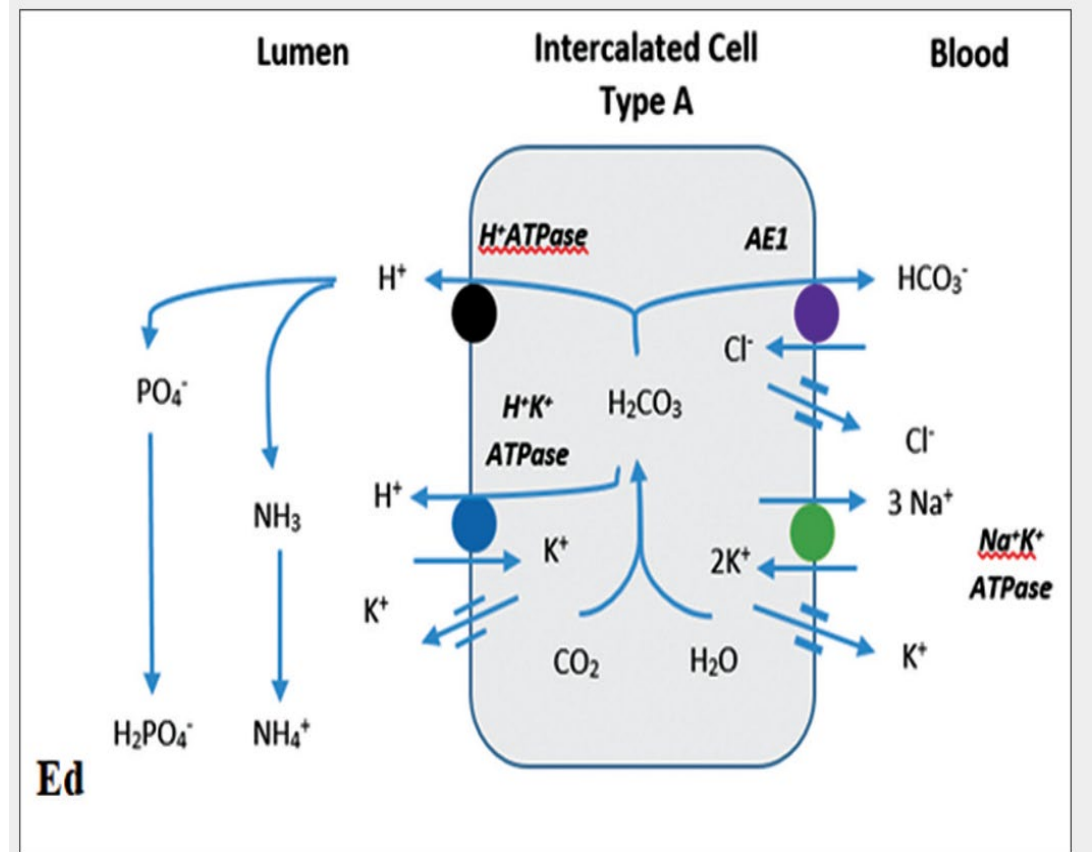 Lumen
Intercalated Cell
Type A
Blood
H⁺ATPase
AE1
H⁺
HCO₃⁻
Cl⁻
PO₄⁻
H⁺K⁺
ATPase
H₂CO₃
Cl⁻
H⁺
3 Na⁺
NH₃
K⁺
2K⁺
Na⁺K⁺
ATPase
K⁺
CO₂
H₂O
K⁺
H₂PO₄⁻
NH₄⁺
Ed